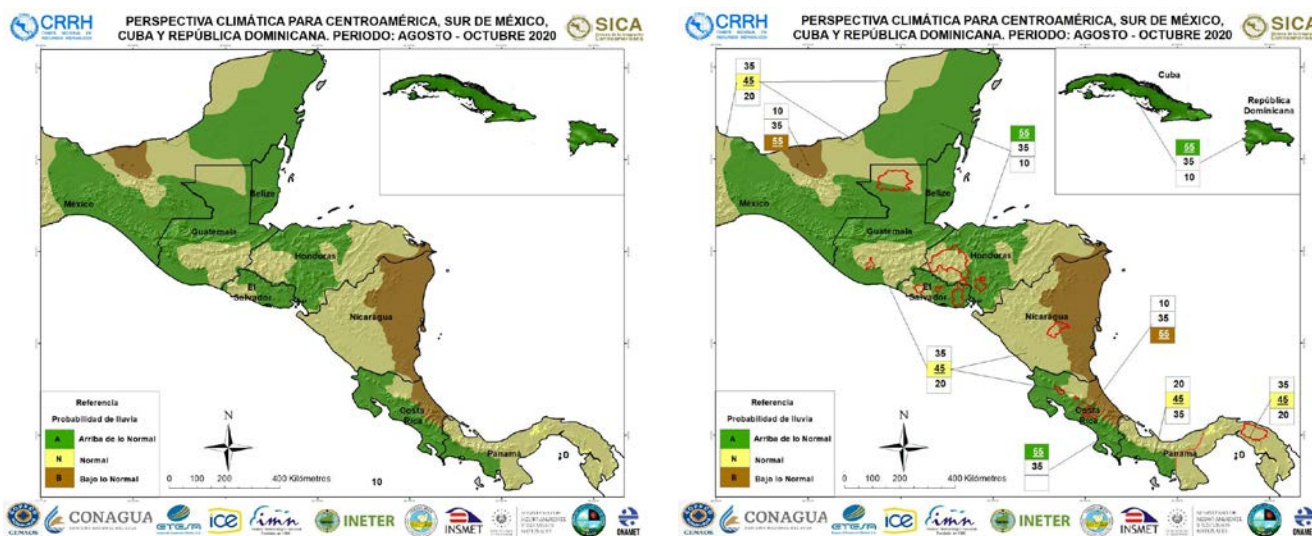 CRRH
SICA
PERSPECTIVA CLIMÁTICA PARA CENTROAMÉRICA, SUR DE MÉXICO,
CUBA Y REPÚBLICA DOMINICANA. PERIODO: AGOSTO - OCTUBRE 2020
México
Belize
Guatemala
Honduras
El
Salvador
Nicaragua
Costa
Rica
Panamá
Referencia
Probabilidad de lluvia
A Arriba de lo Normal
N Normal
B Bajo lo Normal
N
0 100 200 400 Kilómetros
10
CONAGUA
ETESA
ice
imn
INETER
INSMET
ONAMET
CRRH
SICA
PERSPECTIVA CLIMÁTICA PARA CENTROAMÉRICA, SUR DE MÉXICO,
CUBA Y REPÚBLICA DOMINICANA. PERIODO: AGOSTO - OCTUBRE 2020
35
45
20
10
35
55
Cuba
República
Dominicana
55
35
10
55
35
10
México
Belize
Guatemala
Honduras
El
Salvador
Nicaragua
10
35
55
35
45
20
20
45
35
35
45
20
Costa
Rica
Panamá
55
35
Referencia
Probabilidad de lluvia
A Arriba de lo Normal
N Normal
B Bajo lo Normal
N
0 100 200 400 Kilómetros
CONAGUA
ETESA
ice
imn
INETER
INSMET
ONAMET